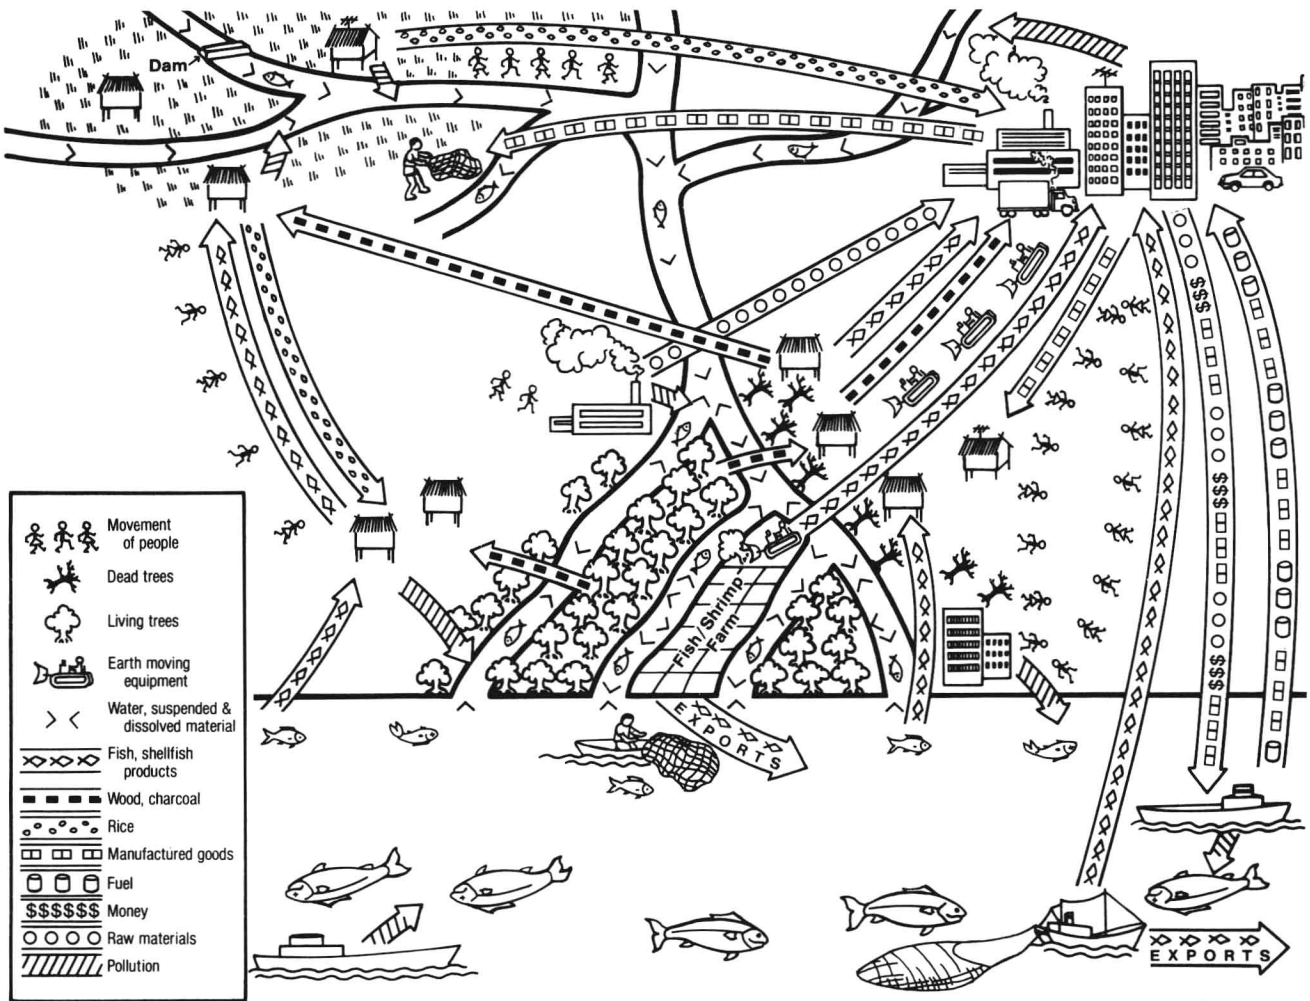 Dam
Fish, Shrimp
Farm
EXPORTS
$$$
$$$$
$$$
EXPORTS
Movement
of people
Dead trees
Living trees
Earth moving
equipment
Water, suspended &
dissolved material
Fish, shellfish
products
Wood, charcoal
Rice
Manufactured goods
Fuel
$$$$$$ Money
Raw materials
Pollution